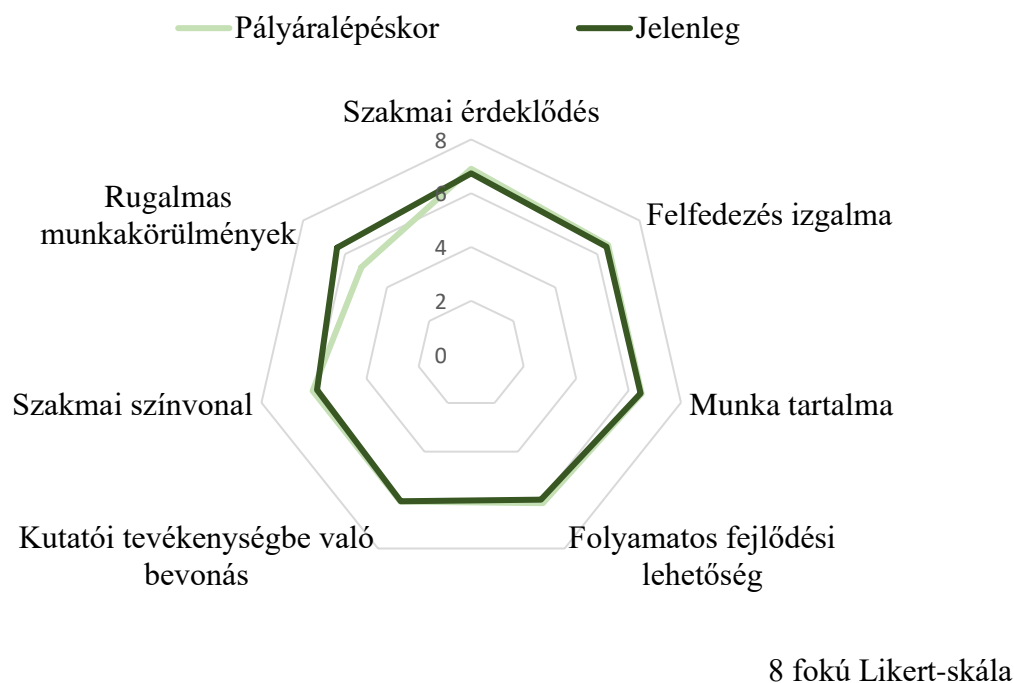 Pályáralépéskor
Jelenleg
Szakmai érdeklődés
8
6
4
2
0
Felfedezés izgalma
Munka tartalma
Folyamatos fejlődési
lehetőség
Kutatói tevékenységbe való
bevonás
Szakmai színvonal
Rugalmas
munkakörülmények
8 fokú Likert-skála